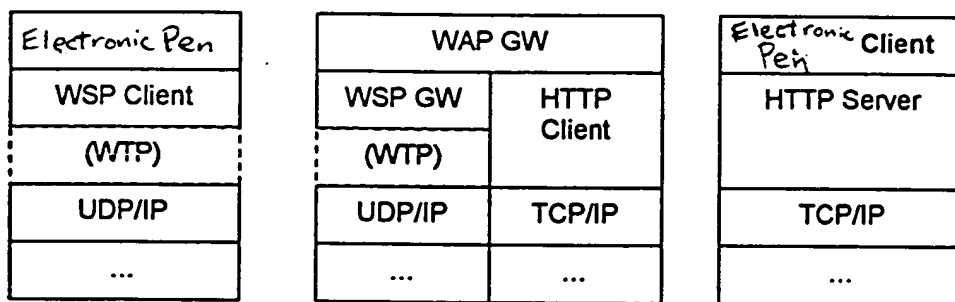 Electronic Pen
WSP Client
(WTP)
UDP/IP
...
WAP GW
WSP GW
HTTP
Client
(WTP)
UDP/IP
TCP/IP
...
...
Electronic
Pen Client
HTTP Server
TCP/IP
...